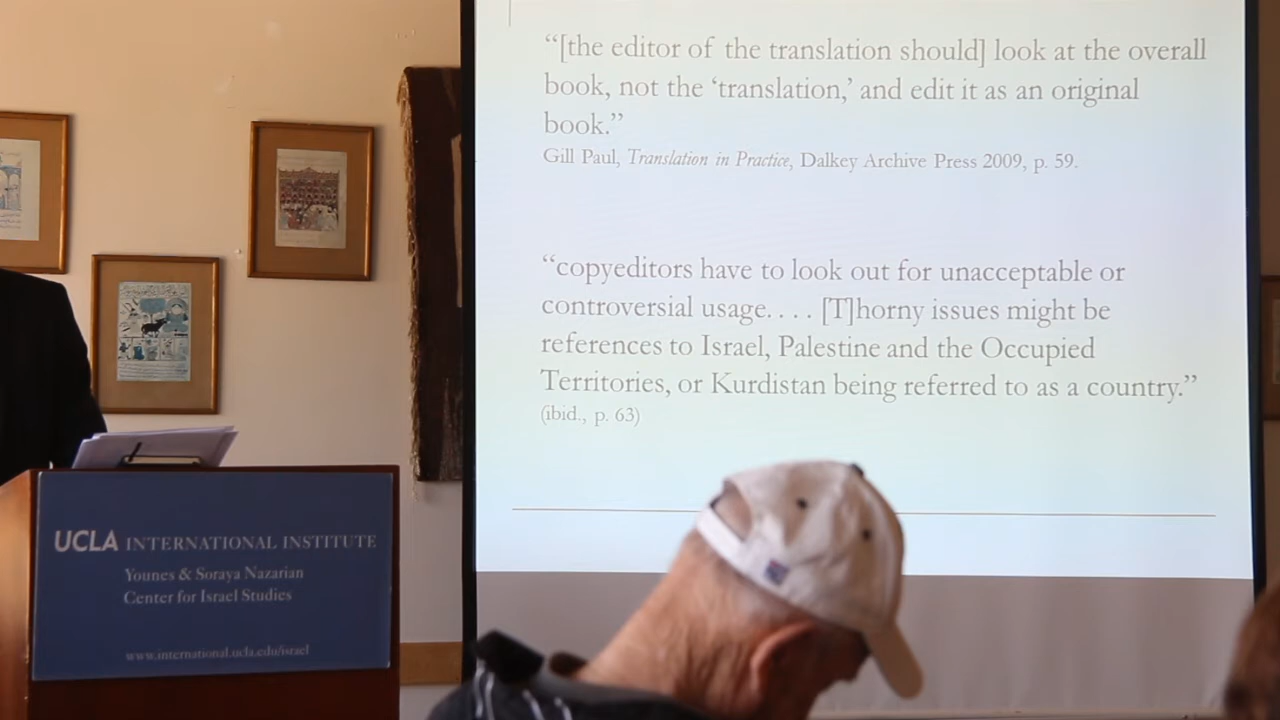 “[the editor of the translation should] look at the overall
book, not the ‘translation,’ and edit it as an original
book.”
Gill Paul, Translation in Practice, Dalkey Archive Press 2009, p. 59.
“copyeditors have to look out for unacceptable or
controversial usage. . . . [T]horny issues might be
references to Israel, Palestine and the Occupied
Territories, or Kurdistan being referred to as a country.”
(ibid., p. 63)
UCLA INTERNATIONAL INSTITUTE
Younes & Soraya Nazarian
Center for Israel Studies
www.international.ucla.edu/israel